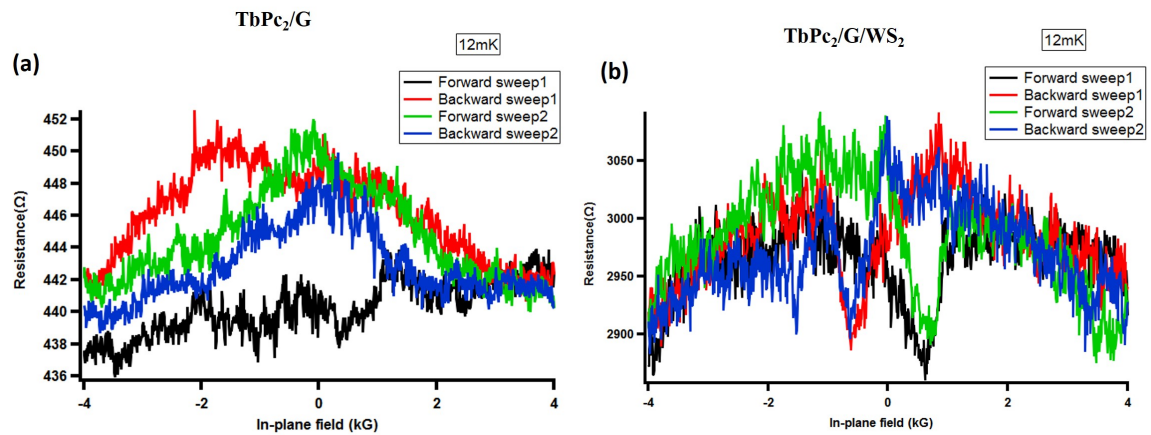 TbPc₂/G
12mK
(a)
Forward sweep1
Backward sweep1
Forward sweep2
Backward sweep2
452
450
448
446
444
442
440
438
436
Resistance(Ω)
-4
-2
0
2
4
In-plane field (kG)
TbPc₂/G/WS₂
12mK
(b)
Forward sweep1
Backward sweep1
Forward sweep2
Backward sweep2
3050
3000
2950
2900
Resistance(Ω)
-4
-2
0
2
4
In-plane field (kG)